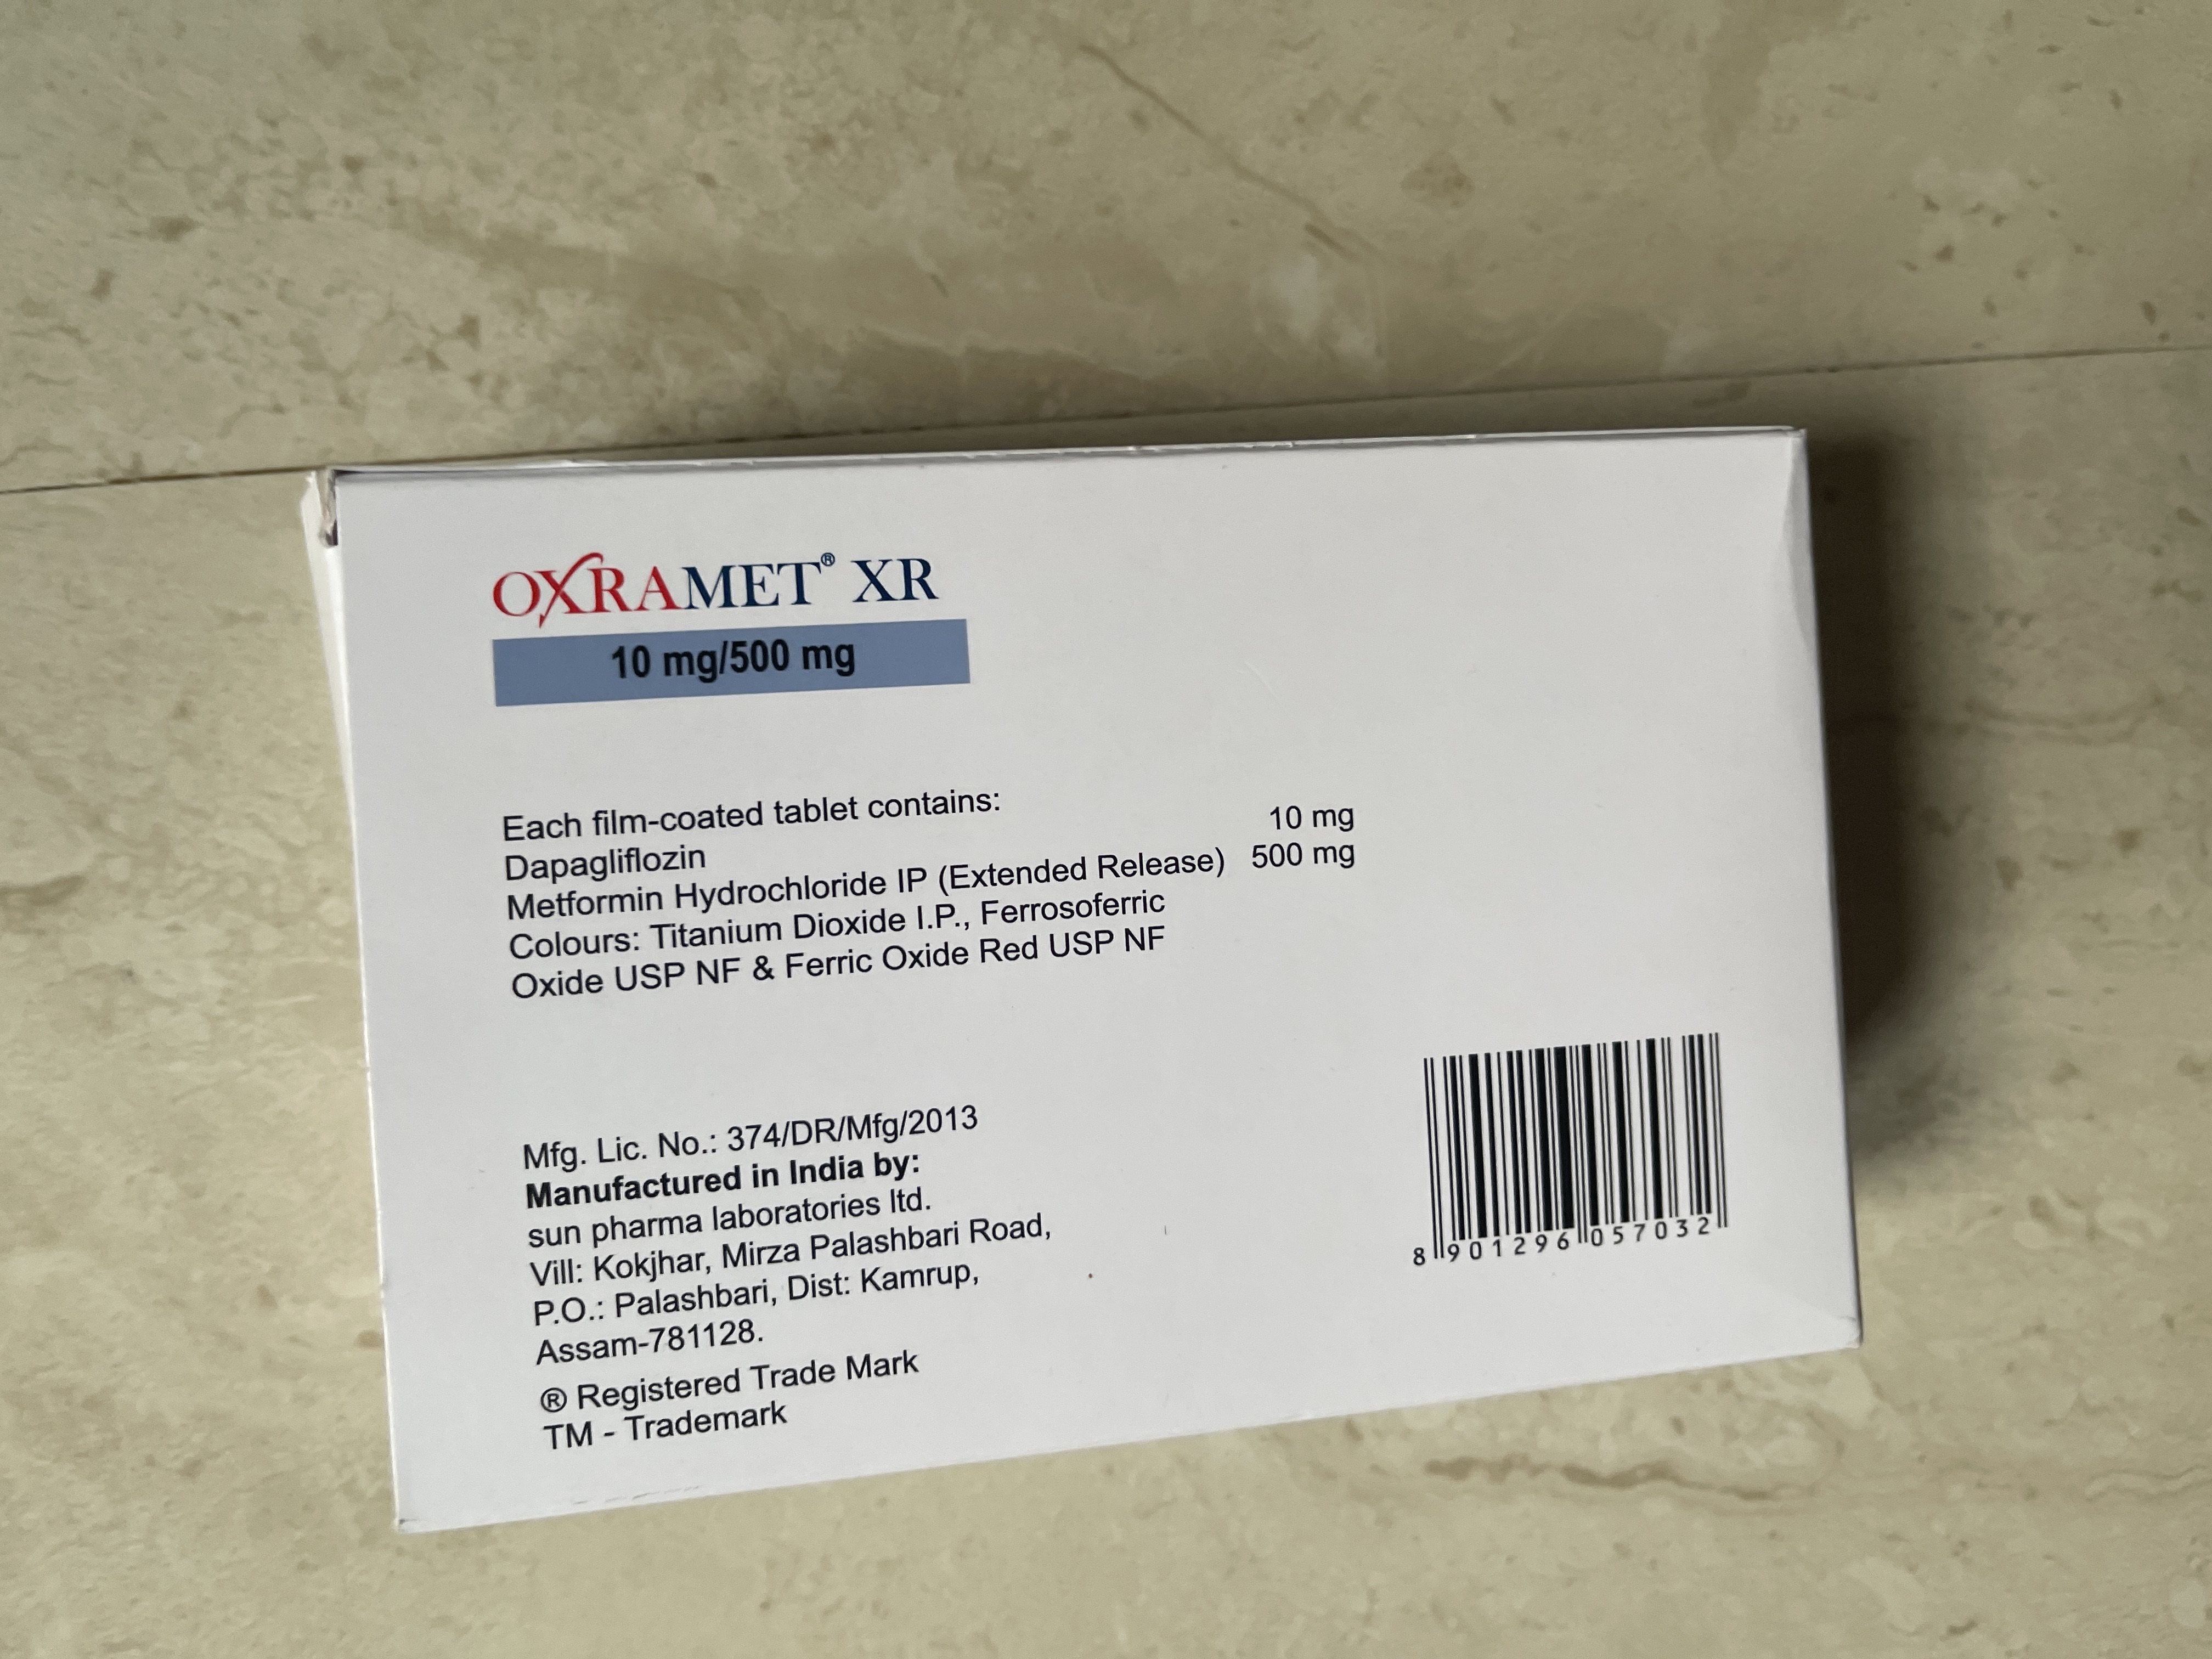 OXRAMET® XR
10 mg/500 mg
Each film-coated tablet contains:
Dapagliflozin 10 mg
Metformin Hydrochloride IP (Extended Release) 500 mg
Colours: Titanium Dioxide I.P., Ferrosoferric
Oxide USP NF & Ferric Oxide Red USP NF
Mfg. Lic. No.: 374/DR/Mfg/2013
Manufactured in India by:
sun pharma laboratories ltd.
Vill: Kokjhar, Mirza Palashbari Road,
P.O.: Palashbari, Dist: Kamrup,
Assam-781128.
® Registered Trade Mark
TM - Trademark
8 901296 057032